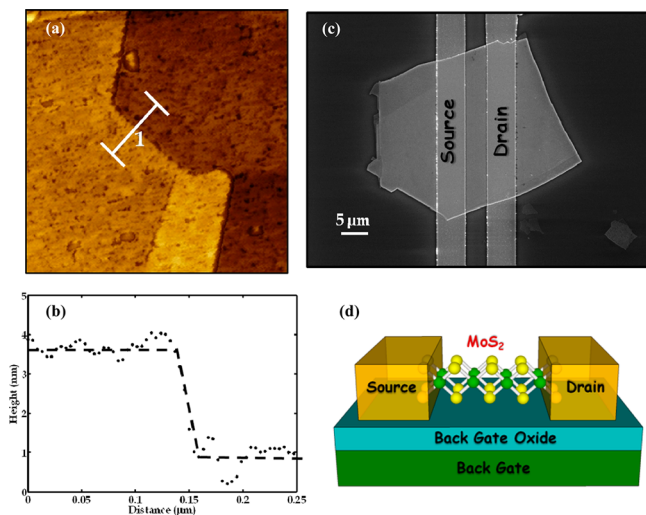 (a)
1
(c)
Source
Drain
5 μm
(b)
5
4
3
2
1
0
Height (nm)
0
0.05
0.1
0.15
0.2
0.25
Distance (μm)
(d)
MoS2
Source
Drain
Back Gate Oxide
Back Gate